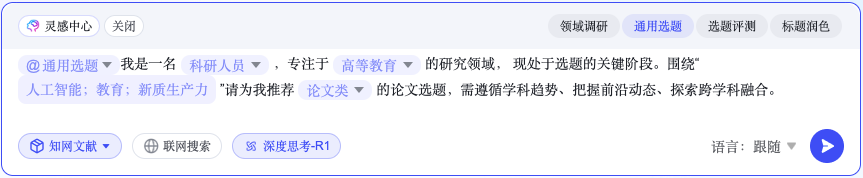 灵感中心 关闭 领域调研 通用选题 选题评测 标题润色
@通用选题 我是一名 科研人员 ，专注于 高等教育 的研究领域， 现处于选题的关键阶段。围绕“
人工智能；教育；新质生产力 ”请为我推荐 论文类 的论文选题，需遵循学科趋势、把握前沿动态、探索跨学科融合。
知网文献 联网搜索 深度思考-R1 语言：跟随